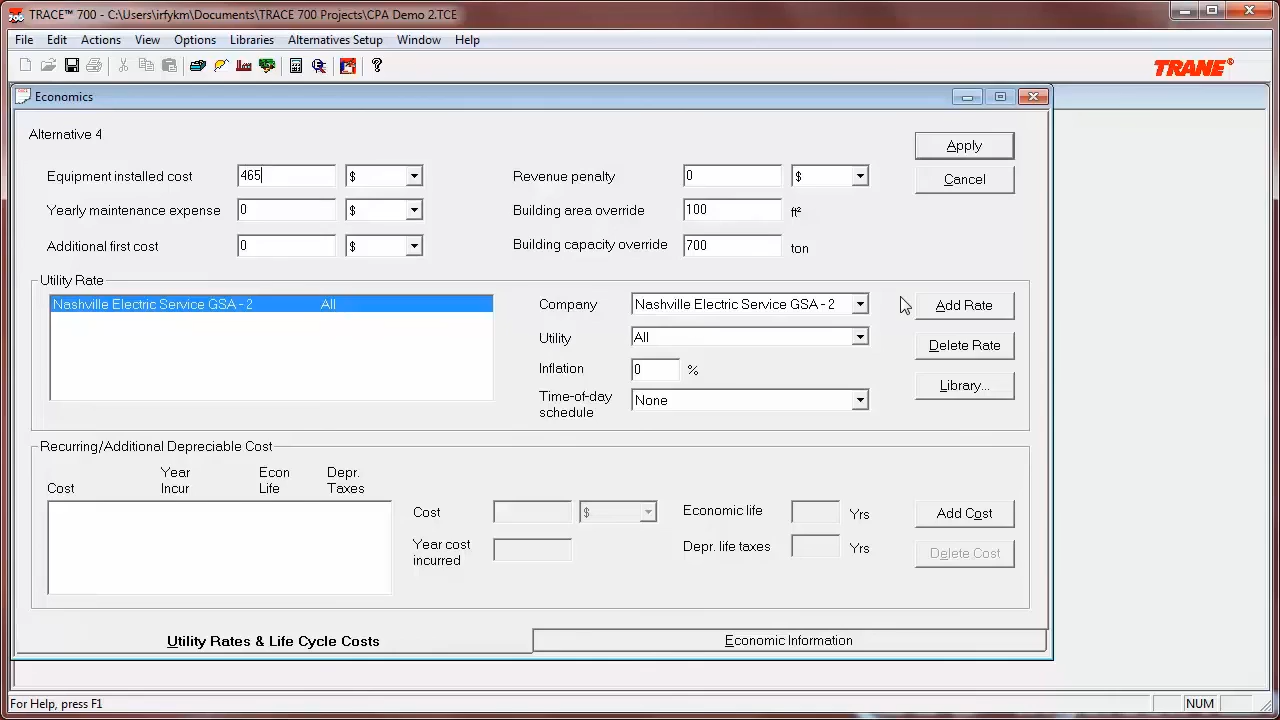 TRACE™ 700 - C:\Users\irfykm\Documents\TRACE 700 Projects\CPA Demo 2.TCE
File Edit Actions View Options Libraries Alternatives Setup Window Help
TRANE®
Economics
Alternative 4
Equipment installed cost 465 $ Revenue penalty 0 $ Apply
Yearly maintenance expense 0 $ Building area override 100 ft² Cancel
Additional first cost 0 $ Building capacity override 700 ton
Utility Rate
Nashville Electric Service GSA - 2 All Company Nashville Electric Service GSA - 2 Add Rate
Utility All Delete Rate
Inflation 0 % Library...
Time-of-day
schedule None
Recurring/Additional Depreciable Cost
Year Econ Depr.
Cost Incur Life Taxes
Cost $ Economic life Yrs Add Cost
Year cost
incurred Depr. life taxes Yrs Delete Cost
Utility Rates & Life Cycle Costs Economic Information
For Help, press F1 NUM